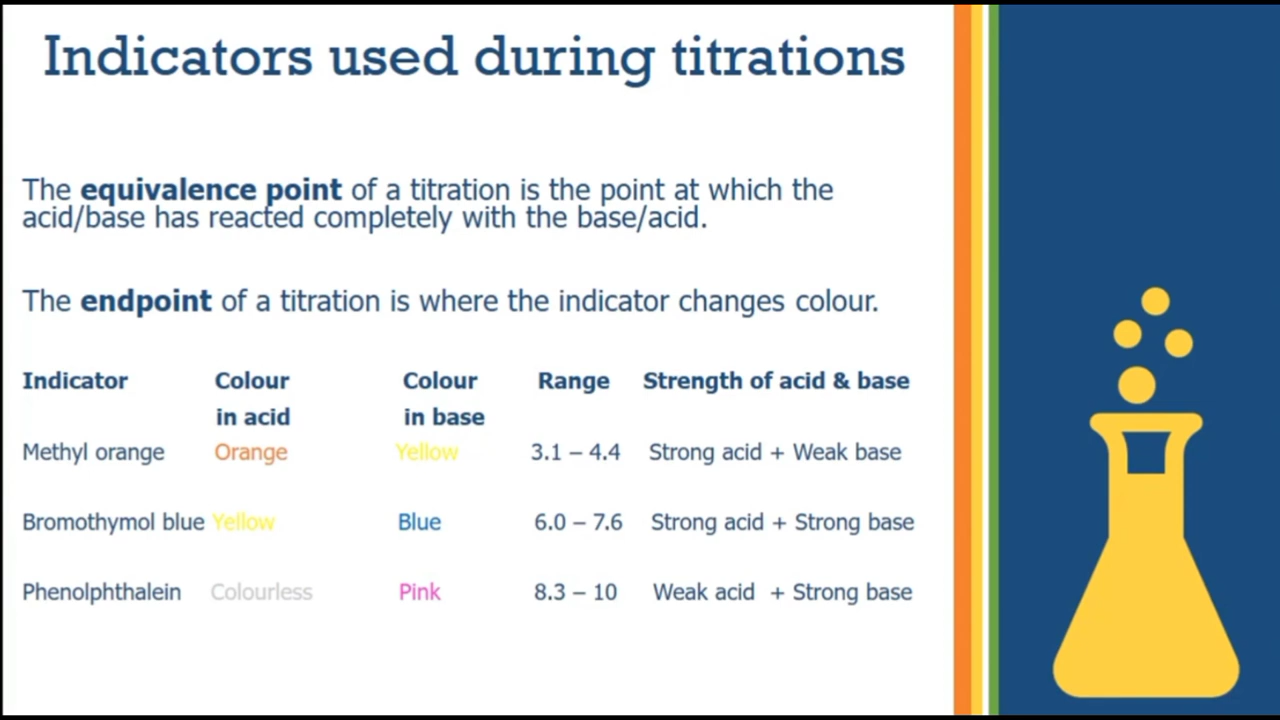 Indicators used during titrations
The equivalence point of a titration is the point at which the
acid/base has reacted completely with the base/acid.
The endpoint of a titration is where the indicator changes colour.
Indicator Colour Colour Range Strength of acid & base
in acid in base
Methyl orange Orange Yellow 3.1 – 4.4 Strong acid + Weak base
Bromothymol blue Yellow Blue 6.0 – 7.6 Strong acid + Strong base
Phenolphthalein Colourless Pink 8.3 – 10 Weak acid + Strong base